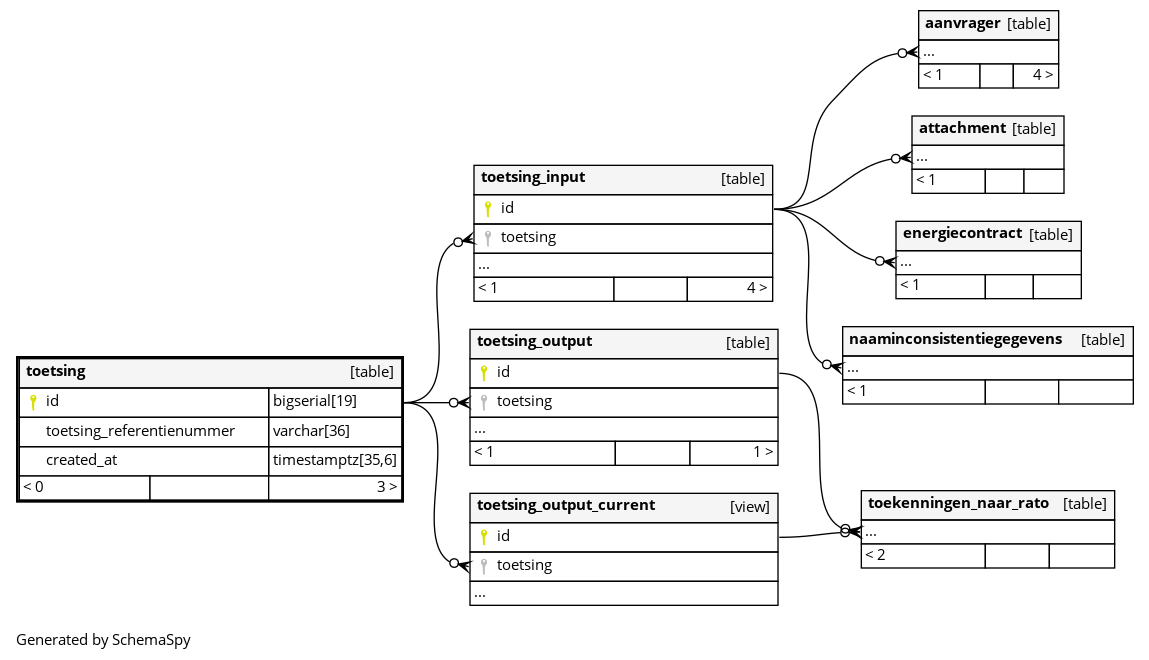 aanvrager [table]
...
< 1 4 >
attachment [table]
...
< 1
toetsing_input [table]
id
toetsing
...
< 1 4 >
energiecontract [table]
...
< 1
toetsing_output [table]
id
toetsing
...
< 1 1 >
naaminconsistentiegegevens [table]
...
< 1
toetsing [table]
id bigserial[19]
toetsing_referentienummer varchar[36]
created_at timestamptz[35,6]
< 0 3 >
toetsing_output_current [view]
id
toetsing
...
toekenningen_naar_rato [table]
...
< 2
Generated by SchemaSpy